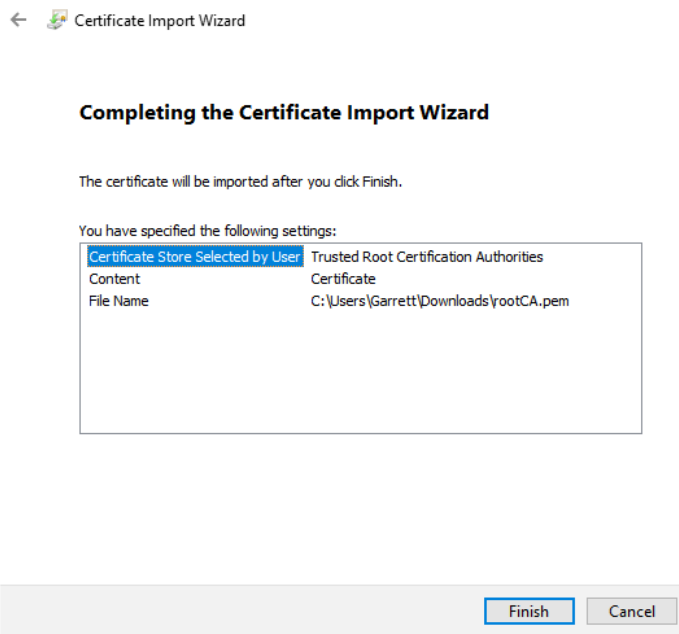 Certificate Import Wizard
Completing the Certificate Import Wizard
The certificate will be imported after you click Finish.
You have specified the following settings:
Certificate Store Selected by User Trusted Root Certification Authorities
Content Certificate
File Name C:\Users\Garrett\Downloads\rootCA.pem
Finish Cancel